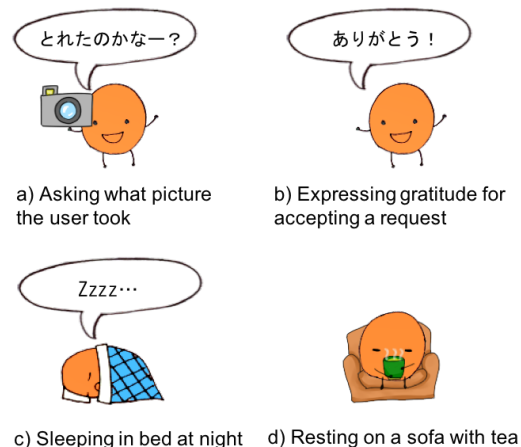 とれたのかなー？
ありがとう！
a) Asking what picture
the user took
b) Expressing gratitude for
accepting a request
Zzzz…
c) Sleeping in bed at night
d) Resting on a sofa with tea